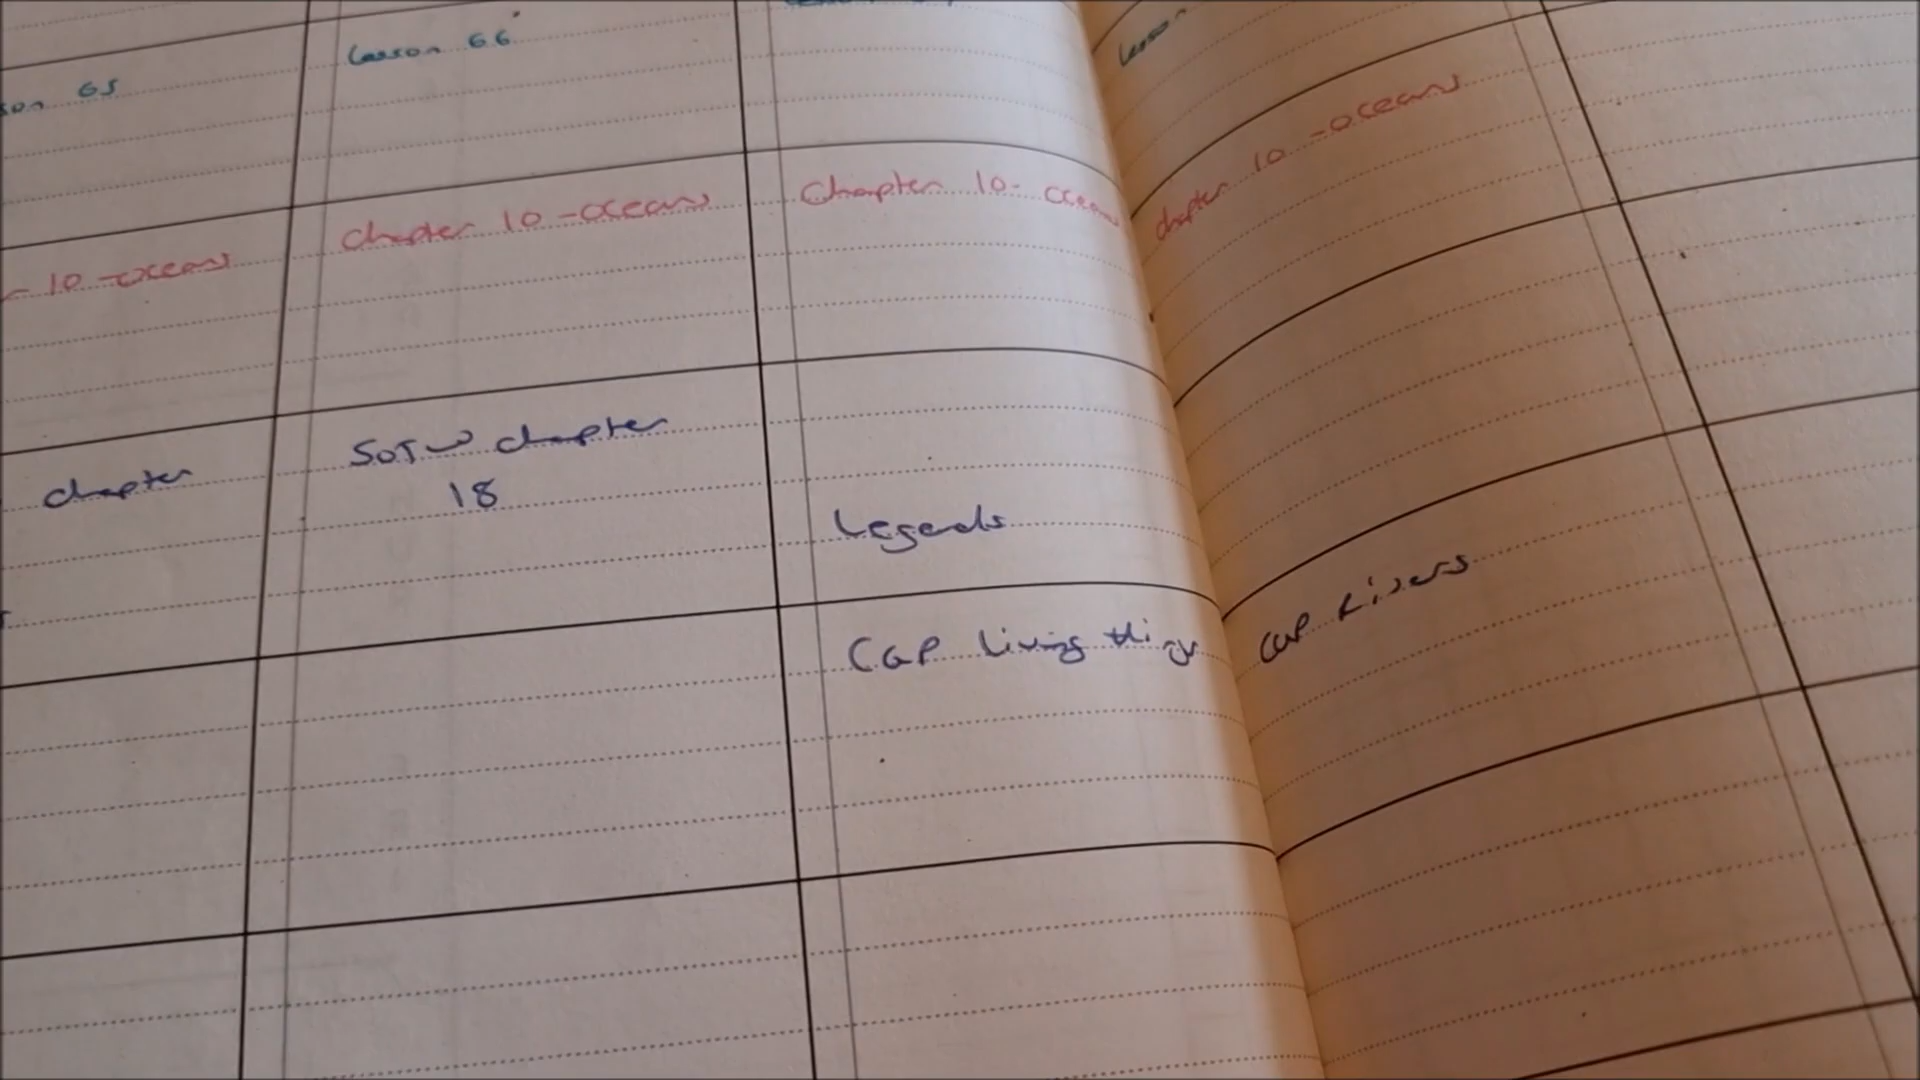 65
Lesson 66
10 - oceans
chapter 10 - oceans
Chapter 10 - oceans
chapter 10 - oceans
chapter
SOTW chapter
18
Legends
CGP living things
CGP Rivers